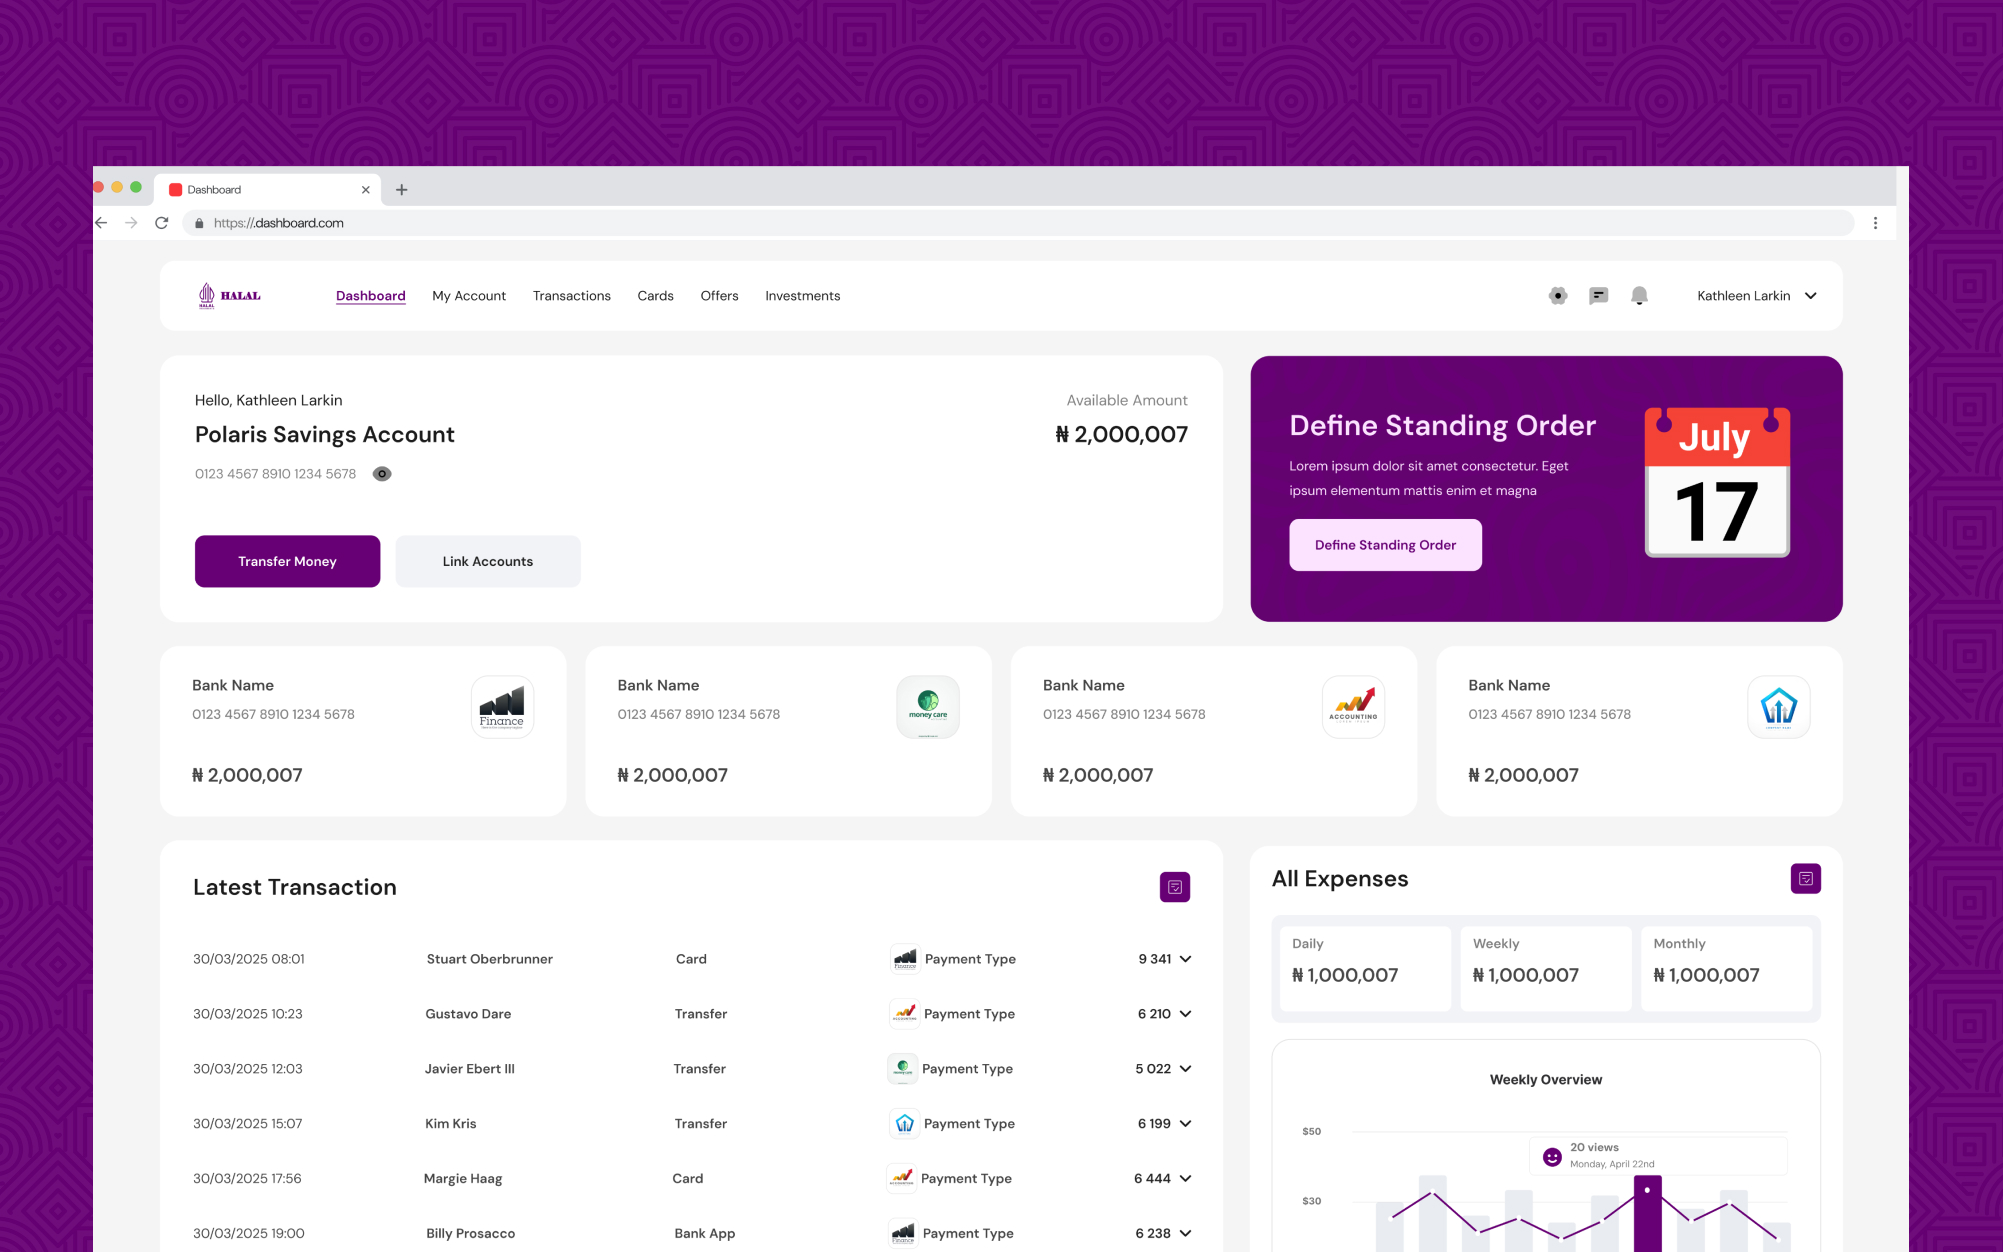 Dashboard
https://.dashboard.com
HALAL
HALAL
Dashboard
My Account
Transactions
Cards
Offers
Investments
Kathleen Larkin
Hello, Kathleen Larkin
Polaris Savings Account
0123 4567 8910 1234 5678
Available Amount
₦ 2,000,007
Transfer Money
Link Accounts
Define Standing Order
Lorem ipsum dolor sit amet consectetur. Eget
ipsum elementum mattis enim et magna
Define Standing Order
July
17
Bank Name
0123 4567 8910 1234 5678
₦ 2,000,007
Finance
Bank Name
0123 4567 8910 1234 5678
₦ 2,000,007
money care
Bank Name
0123 4567 8910 1234 5678
₦ 2,000,007
ACCOUNTING
Bank Name
0123 4567 8910 1234 5678
₦ 2,000,007
Latest Transaction
30/03/2025 08:01 Stuart Oberbrunner Card Finance Payment Type 9 341
30/03/2025 10:23 Gustavo Dare Transfer ACCOUNTING Payment Type 6 210
30/03/2025 12:03 Javier Ebert III Transfer money care Payment Type 5 022
30/03/2025 15:07 Kim Kris Transfer Payment Type 6 199
30/03/2025 17:56 Margie Haag Card ACCOUNTING Payment Type 6 444
30/03/2025 19:00 Billy Prosacco Bank App Finance Payment Type 6 238
All Expenses
Daily
₦ 1,000,007
Weekly
₦ 1,000,007
Monthly
₦ 1,000,007
Weekly Overview
$50
20 views
Monday, April 22nd
$30